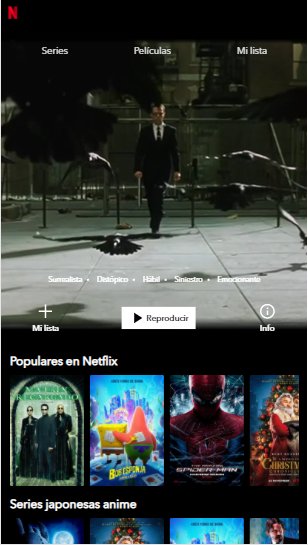 N
Series Películas Mi lista
Surrealista • Distópico • Hábil • Siniestro • Emocionante
Mi lista
Reproducir
Info
Populares en Netflix
MATRIX
RECARGADO
BOB ESPONJA
SPIDER-MAN
CHRISTMAS
Series japonesas anime